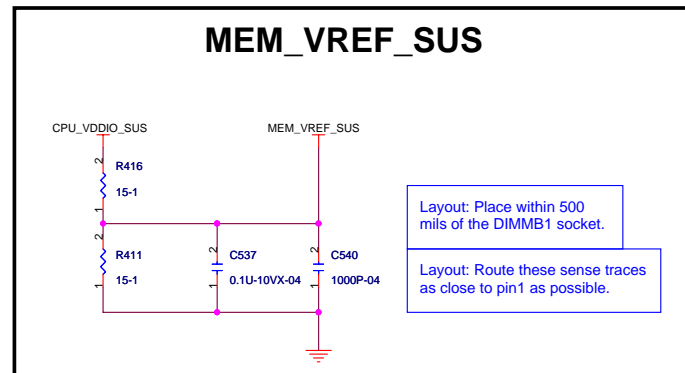 MEM_VREF_SUS
CPU_VDDIO_SUS
MEM_VREF_SUS
2
R416
15-1
1
2
R411
15-1
1
2
C537
0.1U-10VX-04
1
2
C540
1000P-04
1
Layout: Place within 500
mils of the DIMMB1 socket.
Layout: Route these sense traces
as close to pin1 as possible.